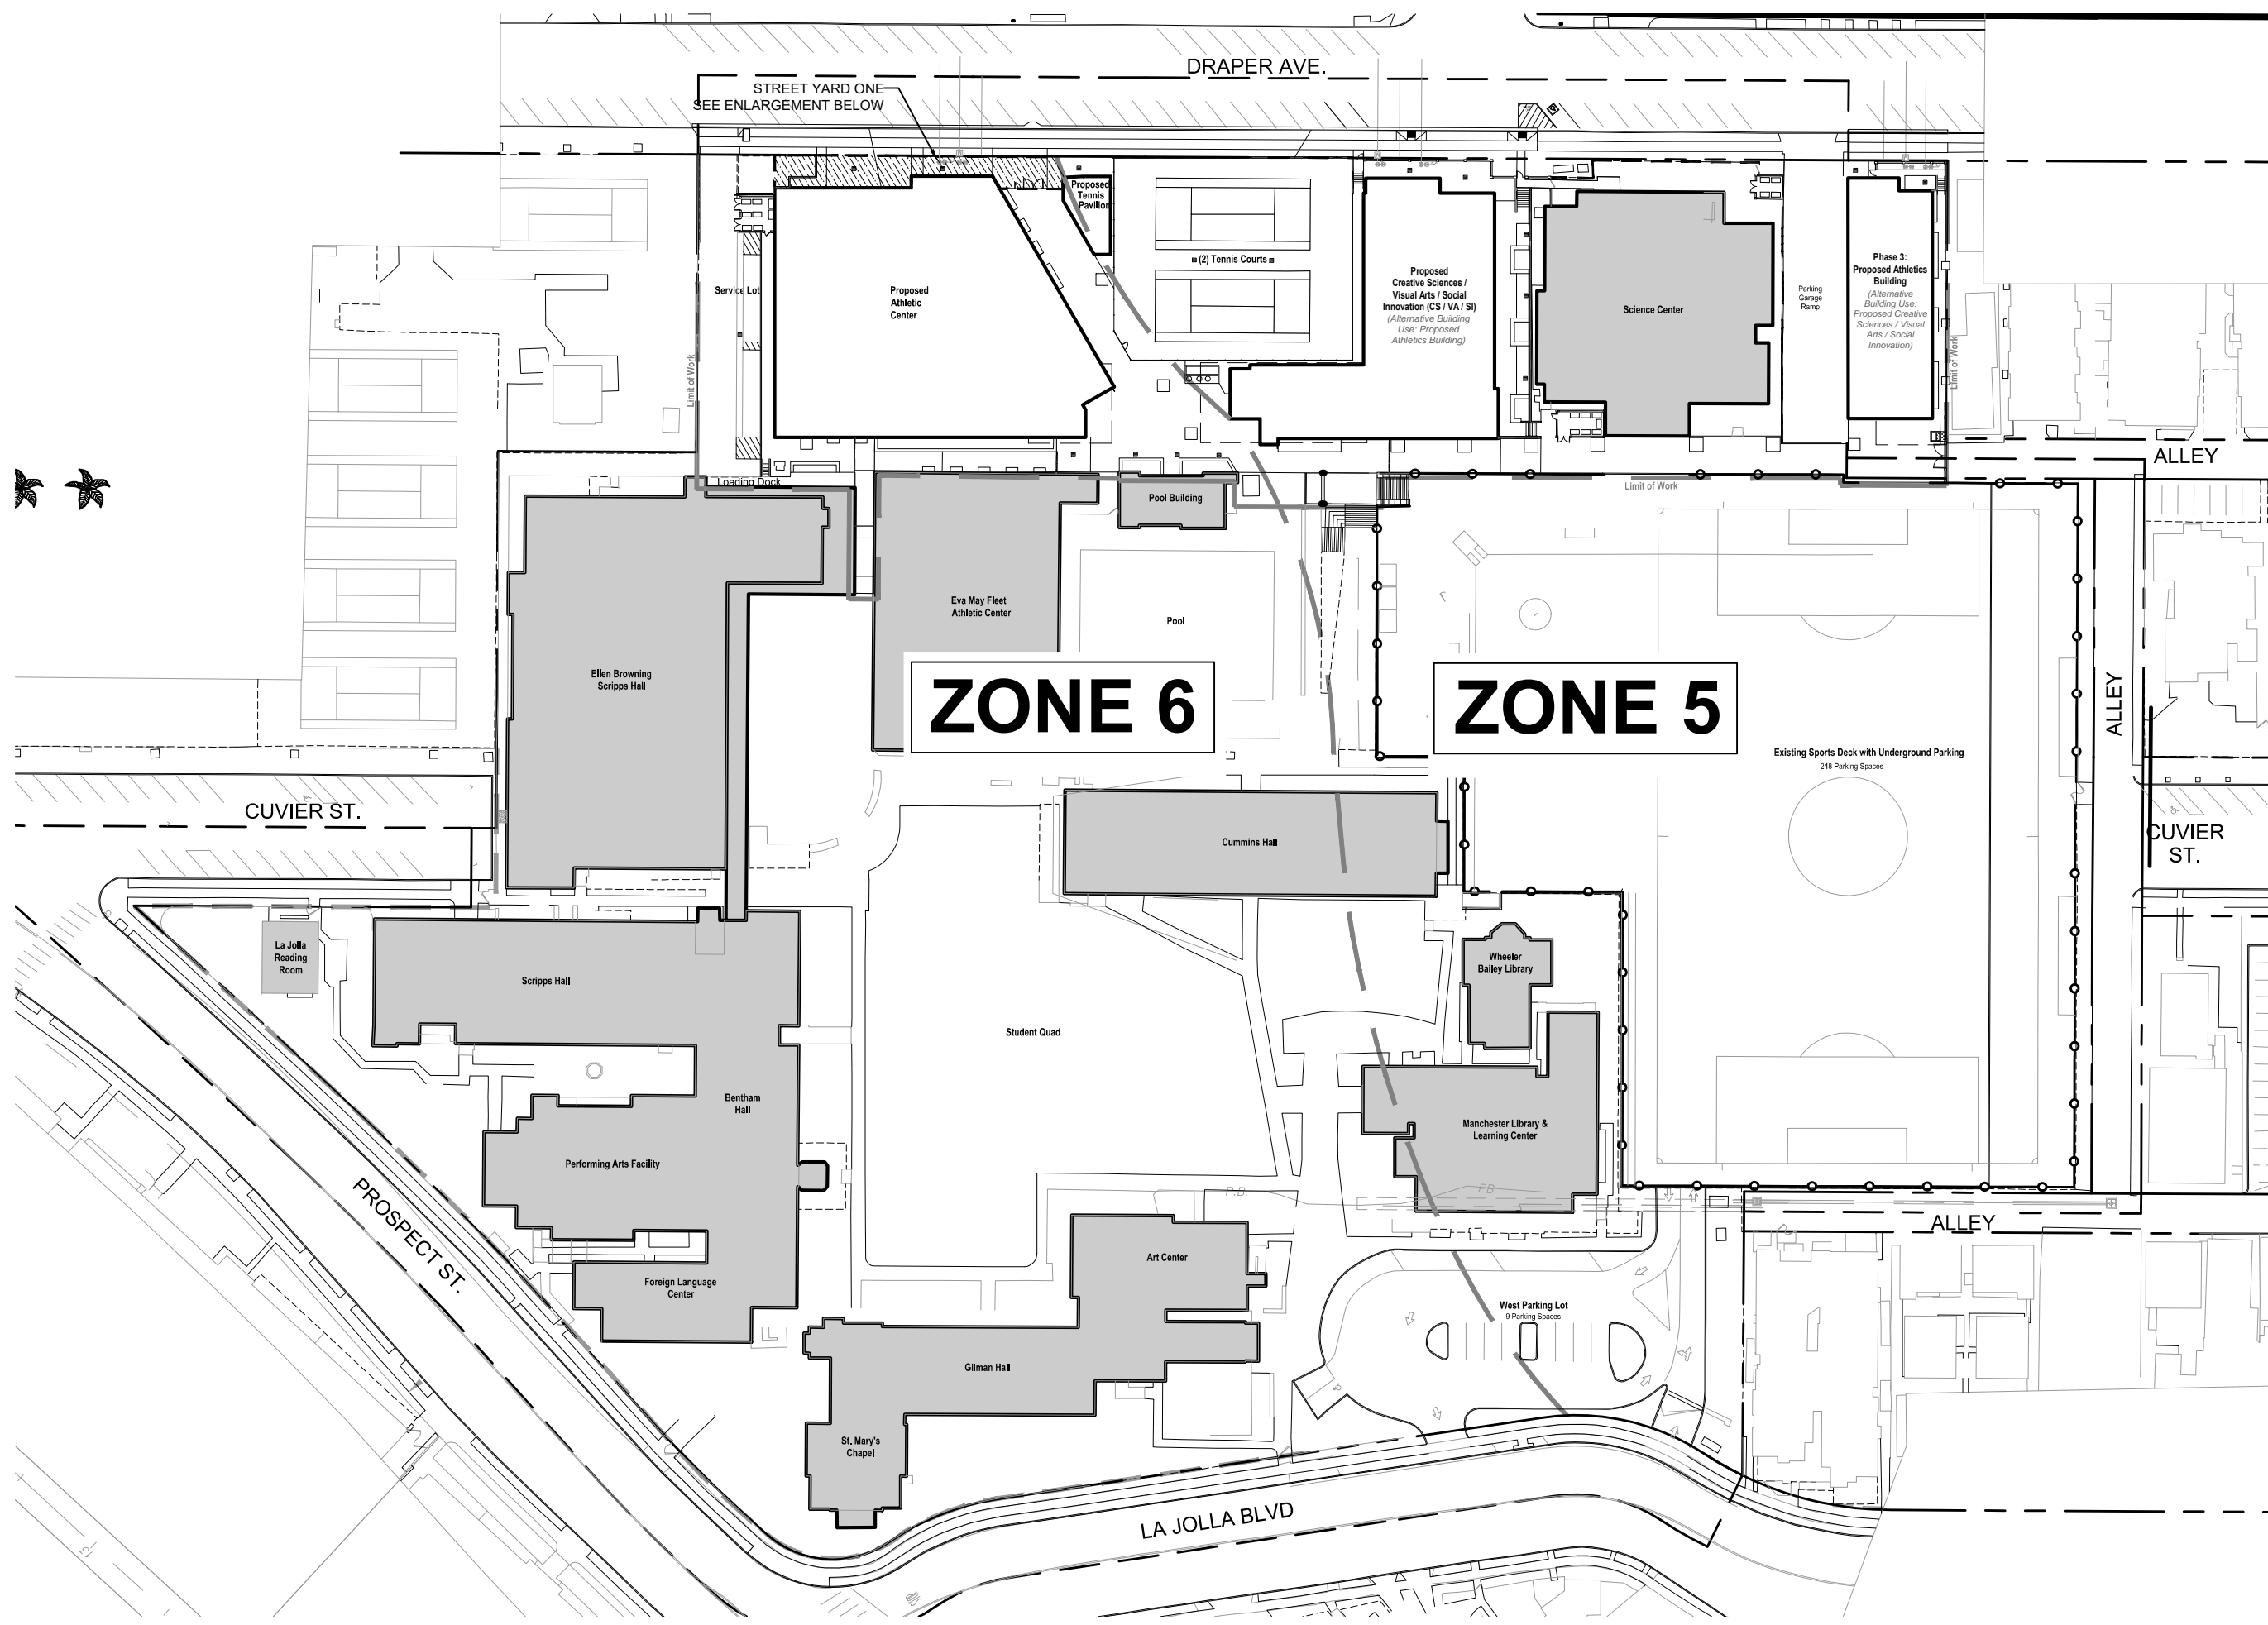 DRAPER AVE.
STREET YARD ONE
SEE ENLARGEMENT BELOW
Proposed
Tennis
Pavilion
(2) Tennis Courts
Service Lot
Proposed
Athletic
Center
Proposed
Creative Sciences /
Visual Arts / Social
Innovation (CS / VA / SI)
(Alternative Building
Use: Proposed
Athletics Building)
Science Center
Parking
Garage
Ramp
Phase 3:
Proposed Athletics
Building
(Alternative
Building Use:
Proposed Creative
Sciences / Visual
Arts / Social
Innovation)
Limit of Work
Limit of Work
ALLEY
Loading Dock
Pool Building
Limit of Work
Eva May Fleet
Athletic Center
Pool
Ellen Browning
Scripps Hall
ZONE 6
ZONE 5
ALLEY
Existing Sports Deck with Underground Parking
248 Parking Spaces
CUVIER ST.
CUVIER
ST.
Cummins Hall
La Jolla
Reading
Room
Scripps Hall
Wheeler
Bailey Library
Student Quad
Bentham
Hall
Manchester Library &
Learning Center
Performing Arts Facility
P.B.
PB
PROSPECT ST.
ALLEY
Art Center
Foreign Language
Center
West Parking Lot
9 Parking Spaces
Gilman Hall
St. Mary's
Chapel
LA JOLLA BLVD
13